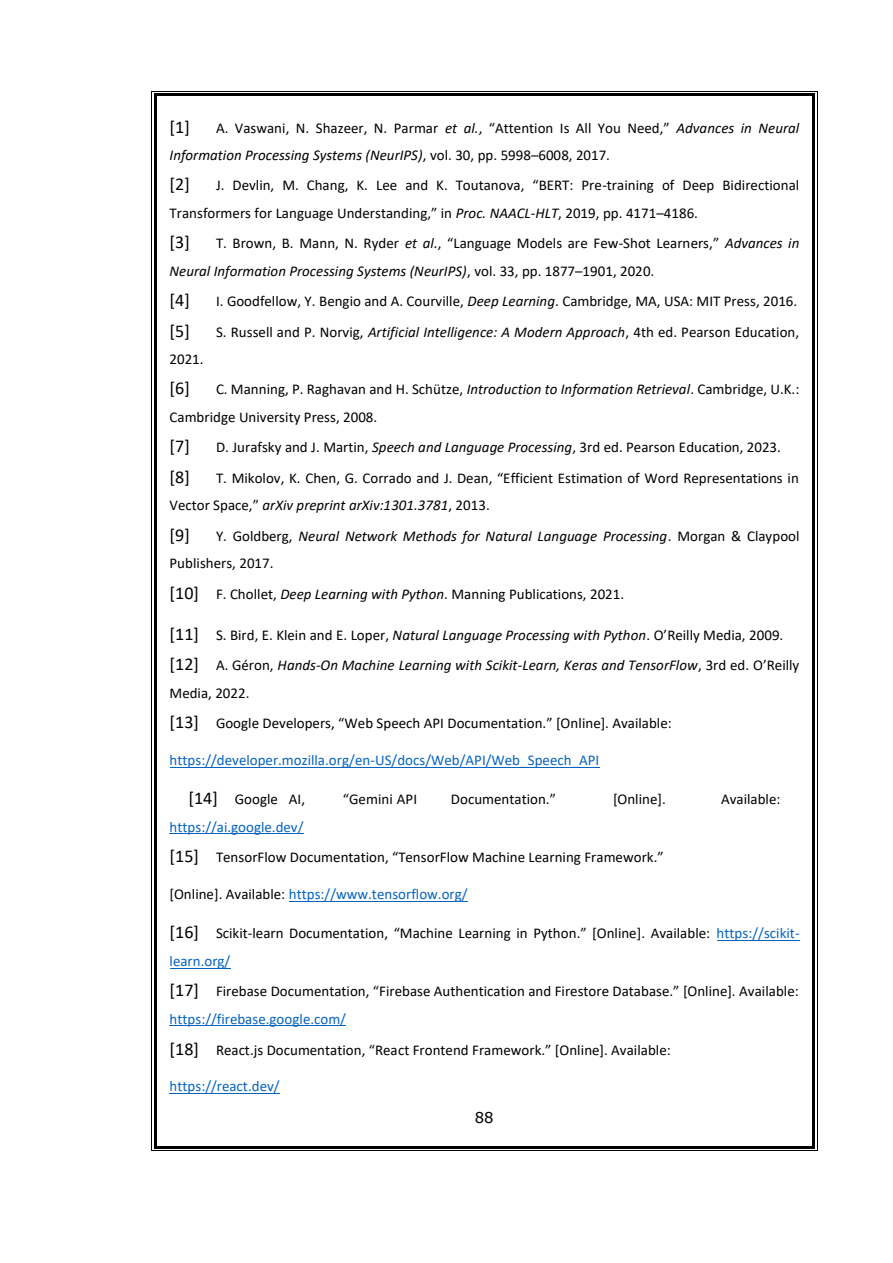 [1] A. Vaswani, N. Shazeer, N. Parmar et al., “Attention Is All You Need,” Advances in Neural
Information Processing Systems (NeurIPS), vol. 30, pp. 5998–6008, 2017.
[2] J. Devlin, M. Chang, K. Lee and K. Toutanova, “BERT: Pre-training of Deep Bidirectional
Transformers for Language Understanding,” in Proc. NAACL-HLT, 2019, pp. 4171–4186.
[3] T. Brown, B. Mann, N. Ryder et al., “Language Models are Few-Shot Learners,” Advances in
Neural Information Processing Systems (NeurIPS), vol. 33, pp. 1877–1901, 2020.
[4] I. Goodfellow, Y. Bengio and A. Courville, Deep Learning. Cambridge, MA, USA: MIT Press, 2016.
[5] S. Russell and P. Norvig, Artificial Intelligence: A Modern Approach, 4th ed. Pearson Education,
2021.
[6] C. Manning, P. Raghavan and H. Schütze, Introduction to Information Retrieval. Cambridge, U.K.:
Cambridge University Press, 2008.
[7] D. Jurafsky and J. Martin, Speech and Language Processing, 3rd ed. Pearson Education, 2023.
[8] T. Mikolov, K. Chen, G. Corrado and J. Dean, “Efficient Estimation of Word Representations in
Vector Space,” arXiv preprint arXiv:1301.3781, 2013.
[9] Y. Goldberg, Neural Network Methods for Natural Language Processing. Morgan & Claypool
Publishers, 2017.
[10] F. Chollet, Deep Learning with Python. Manning Publications, 2021.
[11] S. Bird, E. Klein and E. Loper, Natural Language Processing with Python. O’Reilly Media, 2009.
[12] A. Géron, Hands-On Machine Learning with Scikit-Learn, Keras and TensorFlow, 3rd ed. O’Reilly
Media, 2022.
[13] Google Developers, “Web Speech API Documentation.” [Online]. Available:
https://developer.mozilla.org/en-US/docs/Web/API/Web_Speech_API
[14] Google AI, “Gemini API Documentation.” [Online]. Available:
https://ai.google.dev/
[15] TensorFlow Documentation, “TensorFlow Machine Learning Framework.”
[Online]. Available: https://www.tensorflow.org/
[16] Scikit-learn Documentation, “Machine Learning in Python.” [Online]. Available: https://scikit-
learn.org/
[17] Firebase Documentation, “Firebase Authentication and Firestore Database.” [Online]. Available:
https://firebase.google.com/
[18] React.js Documentation, “React Frontend Framework.” [Online]. Available:
https://react.dev/
88